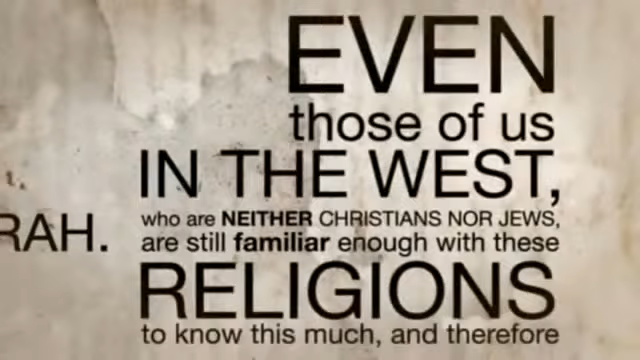 EVEN
those of us
IN THE WEST,
who are NEITHER CHRISTIANS NOR JEWS,
RAH.
are still familiar enough with these
RELIGIONS
to know this much, and therefore